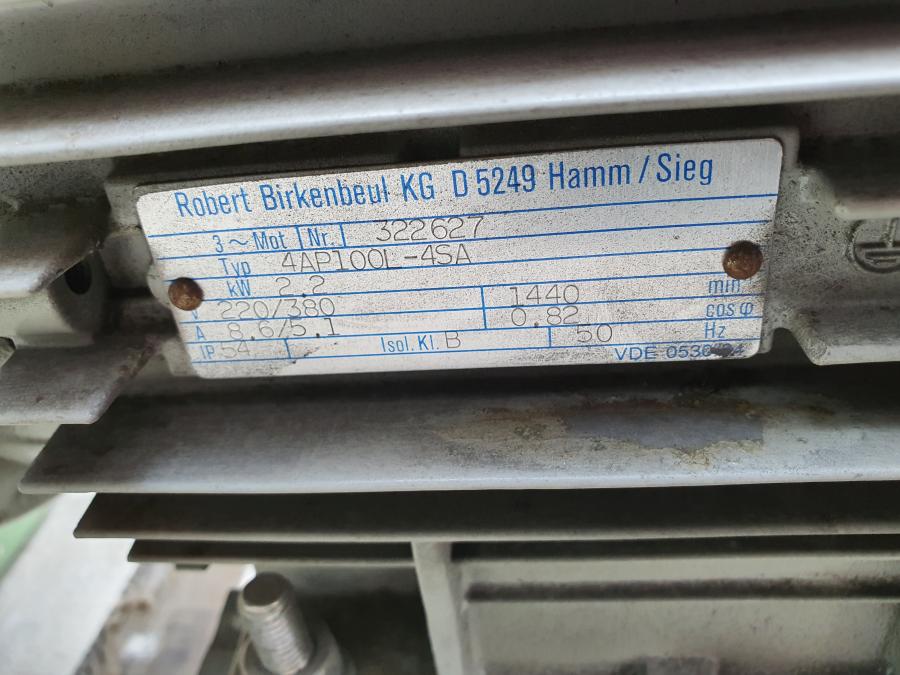 Robert Birkenbeul KG D 5249 Hamm/Sieg
3~Mot Nr. 322627
Typ 4AP100L-4SA
kW 2.2 1440 min
V 220/380 0.82 cos φ
A 8.6/5.1 50 Hz
IP 54 Isol. Kl. B VDE